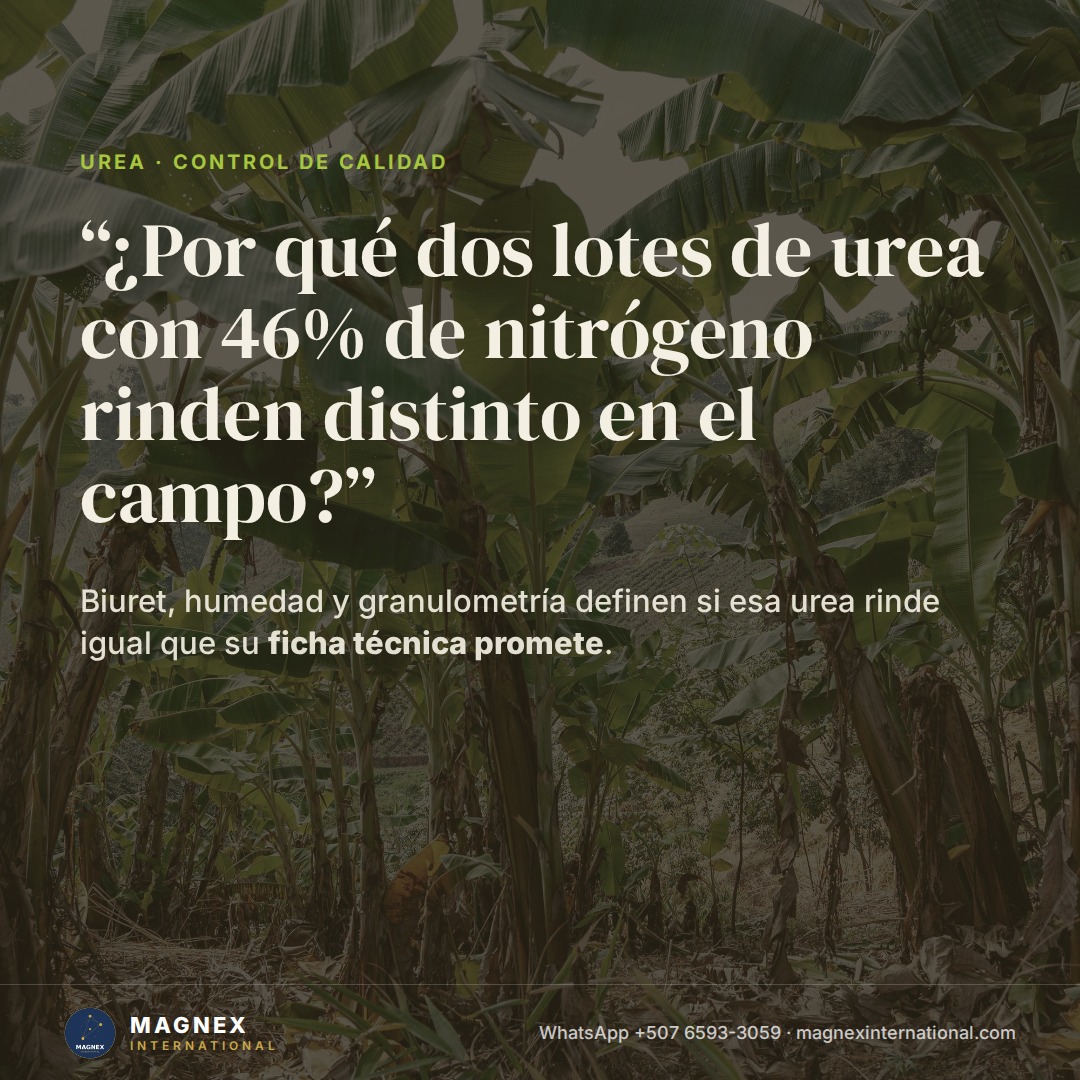 UREA · CONTROL DE CALIDAD
“¿Por qué dos lotes de urea
con 46% de nitrógeno
rinden distinto en el
campo?”
Biuret, humedad y granulometría definen si esa urea rinde
igual que su ficha técnica promete.
MAGNEX
MAGNEX
INTERNATIONAL
WhatsApp +507 6593-3059 · magnexinternational.com